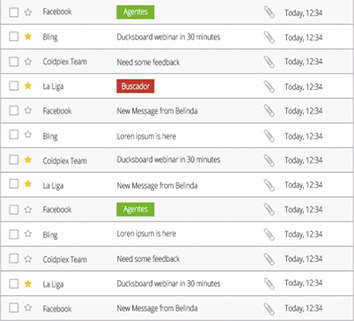 Facebook Agentes Today, 12:34
Bling Ducksboard webinar in 30 minutes Today, 12:34
Coldplex Team Need some feedback Today, 12:34
La Liga Buscador Today, 12:34
Facebook New Message from Belinda Today, 12:34
Bling Loren ipsum is here Today, 12:34
Coldplex Team Ducksboard webinar in 30 minutes Today, 12:34
La Liga New Message from Belinda Today, 12:34
Facebook Agentes Today, 12:34
Bling Loren ipsum is here Today, 12:34
Coldplex Team Need some feedback Today, 12:34
La Liga Ducksboard webinar in 30 minutes Today, 12:34
Facebook New Message from Belinda Today, 12:34